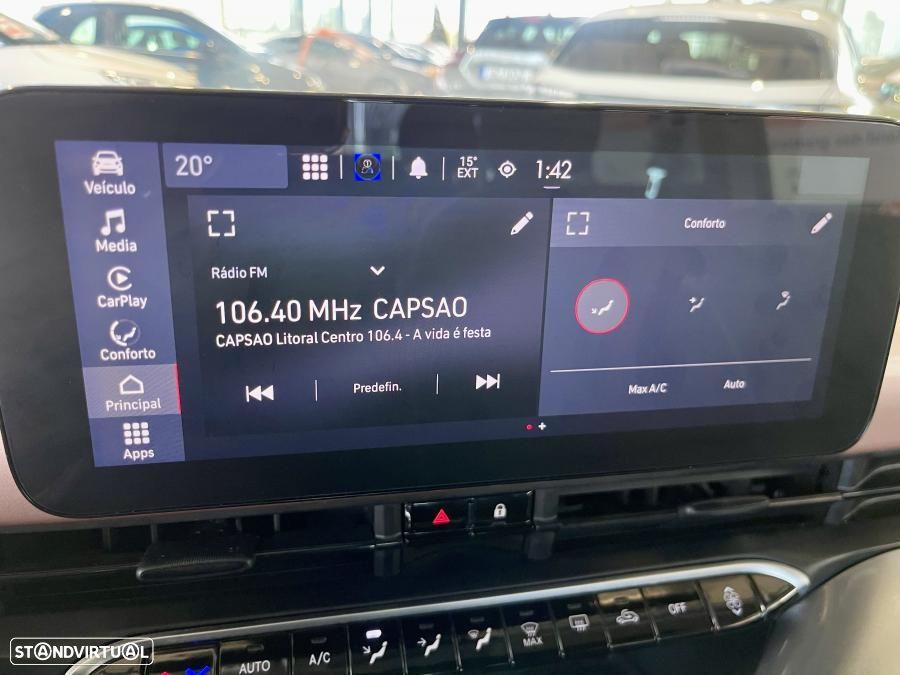 20°
15°
EXT
1:42
Veículo
Media
CarPlay
Conforto
Principal
Apps
Rádio FM
106.40 MHz CAPSAO
CAPSAO Litoral Centro 106.4 - A vida é festa
Predefin.
Conforto
Max A/C
Auto
AUTO
A/C
MAX
OFF
STANDVIRTUAL